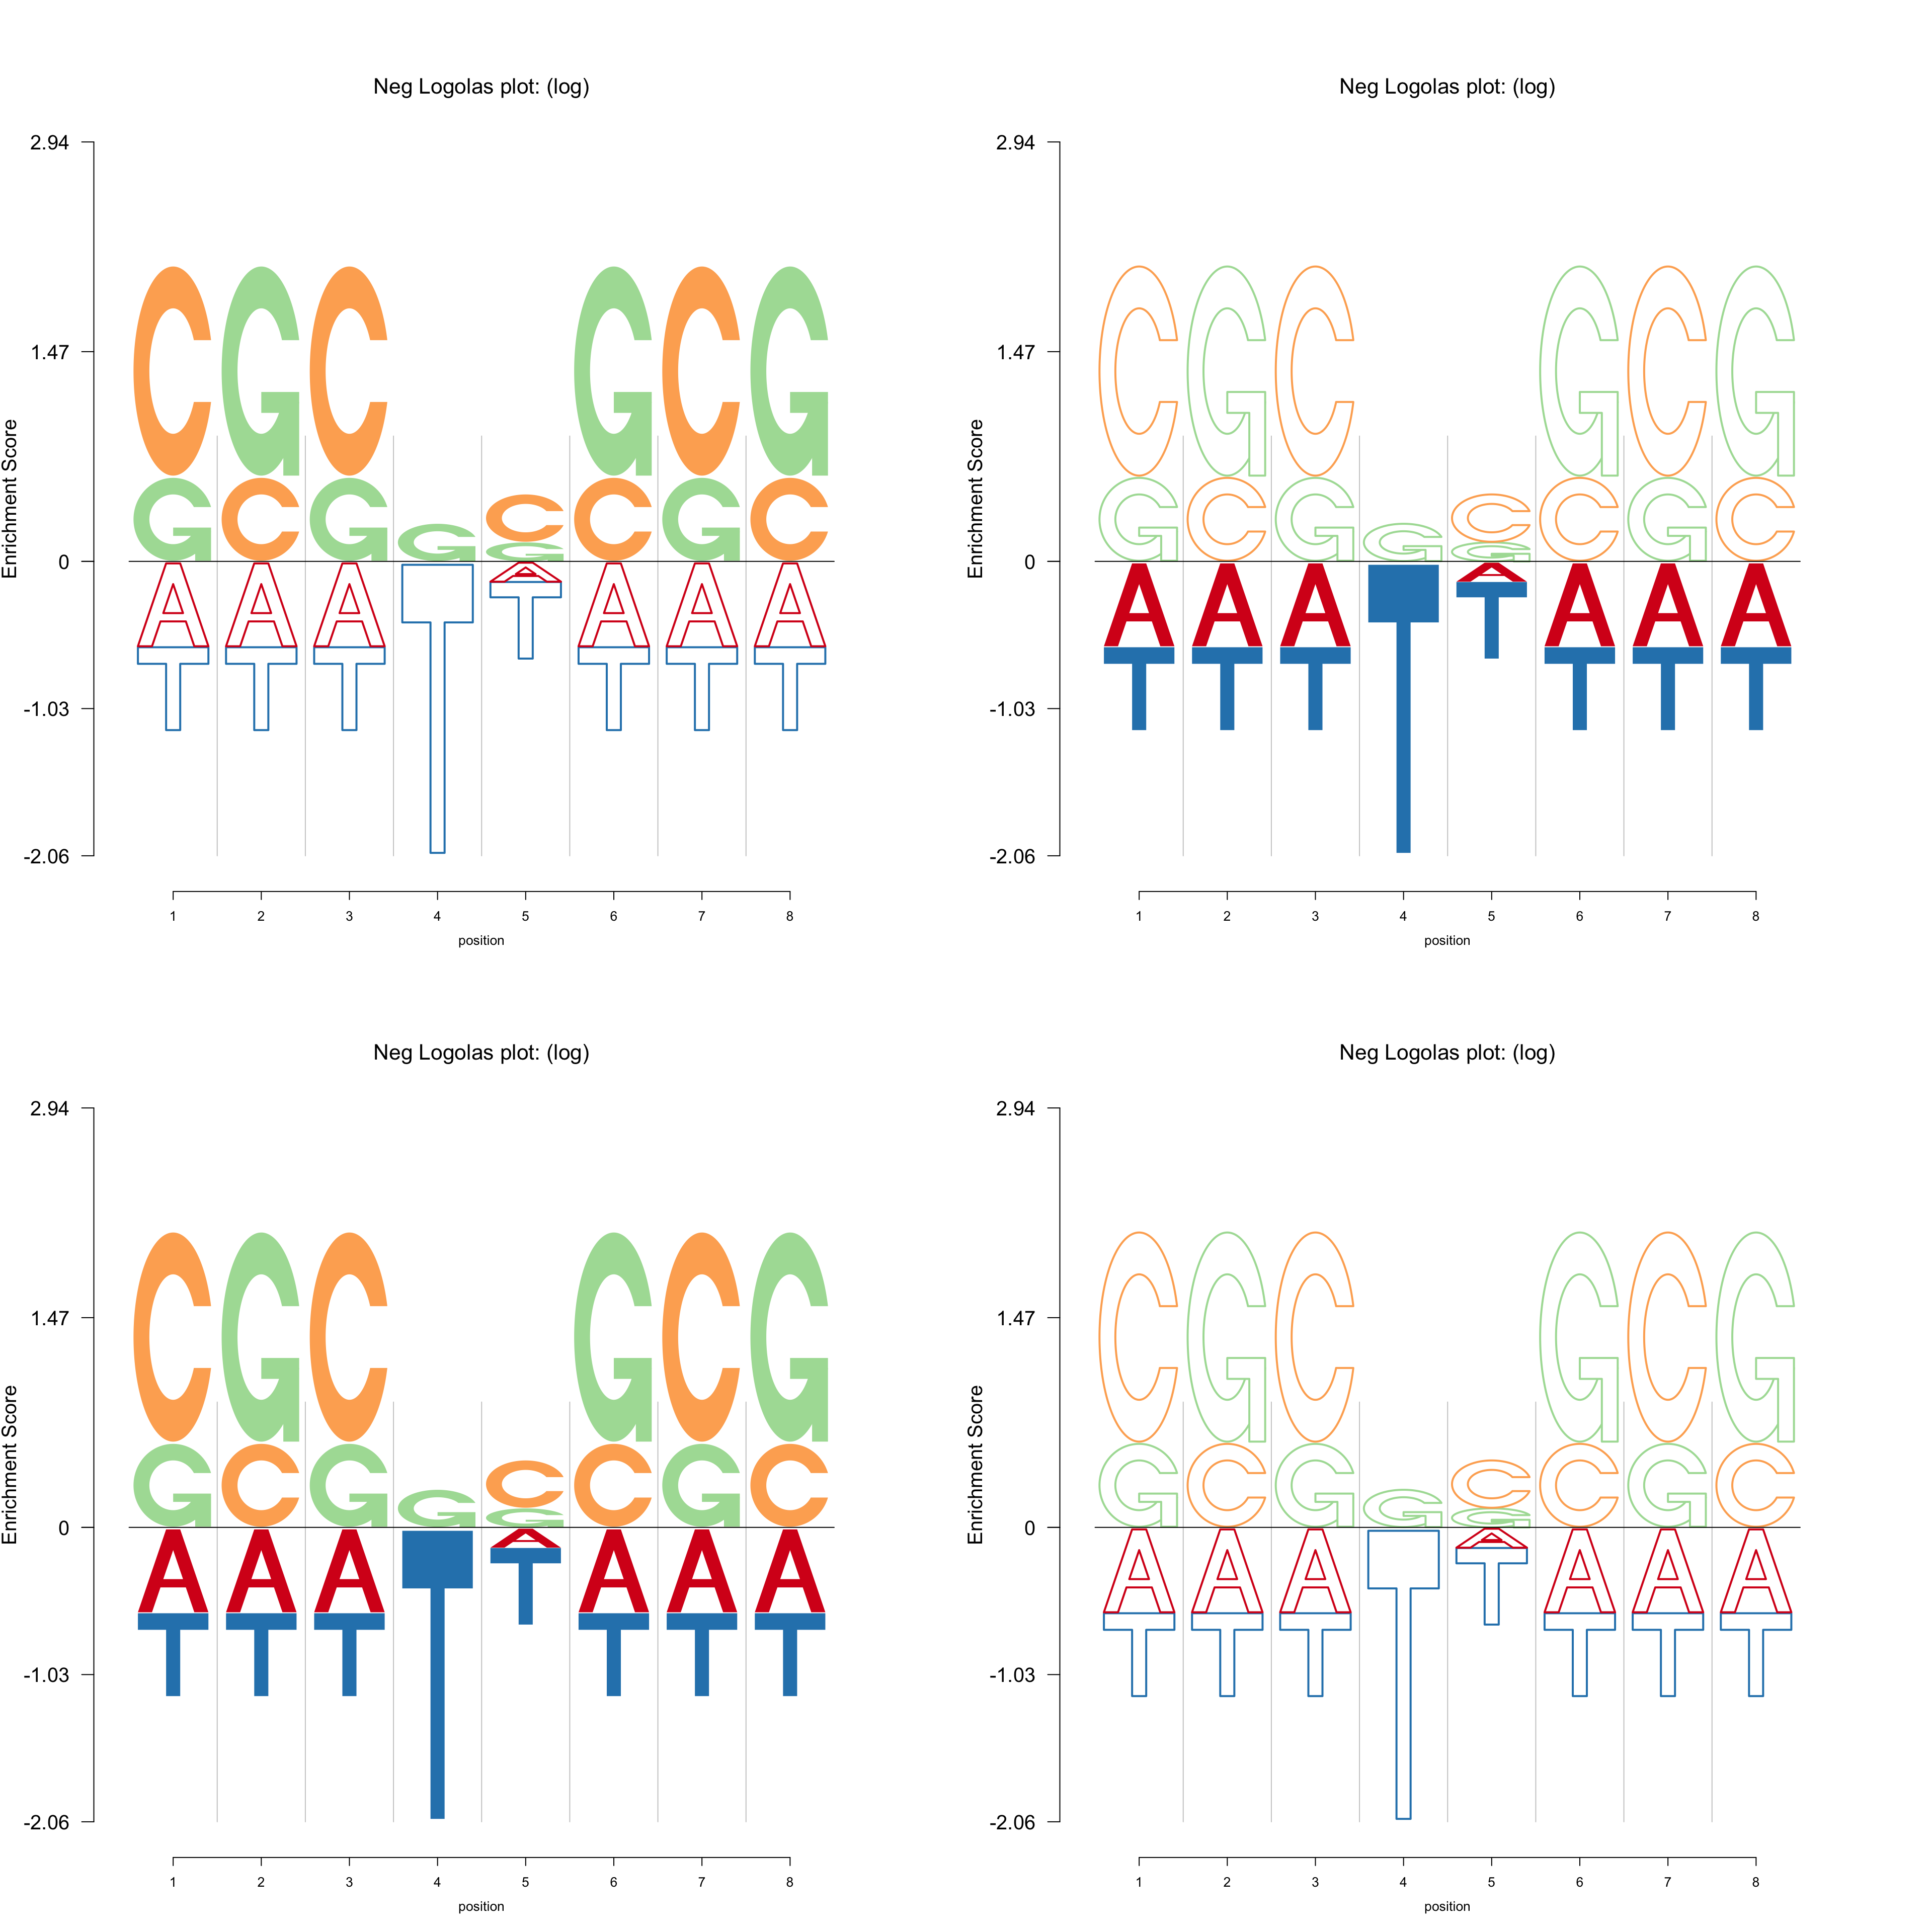 Neg Logolas plot: (log)
Enrichment Score
2.94
1.47
0
-1.03
-2.06
C G C G C G
G C G G C C G C
A A A T G A A A
T T T A T T T
T
1 2 3 4 5 6 7 8
position
Neg Logolas plot: (log)
Enrichment Score
2.94
1.47
0
-1.03
-2.06
C G C G C G
G C G G C C G C
A A A T G A A A
T T T A T T T
T
1 2 3 4 5 6 7 8
position
Neg Logolas plot: (log)
Enrichment Score
2.94
1.47
0
-1.03
-2.06
C G C G C G
G C G G C C G C
A A A T G A A A
T T T A T T T
T
1 2 3 4 5 6 7 8
position
Neg Logolas plot: (log)
Enrichment Score
2.94
1.47
0
-1.03
-2.06
C G C G C G
G C G G C C G C
A A A T G A A A
T T T A T T T
T
1 2 3 4 5 6 7 8
position